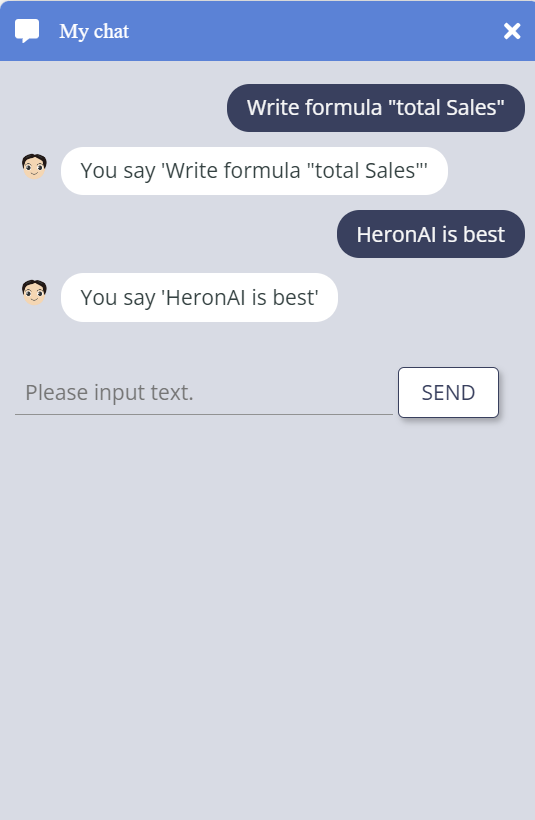 My chat
Write formula "total Sales"
You say 'Write formula "total Sales"'
HeronAI is best
You say 'HeronAI is best'
Please input text.
SEND